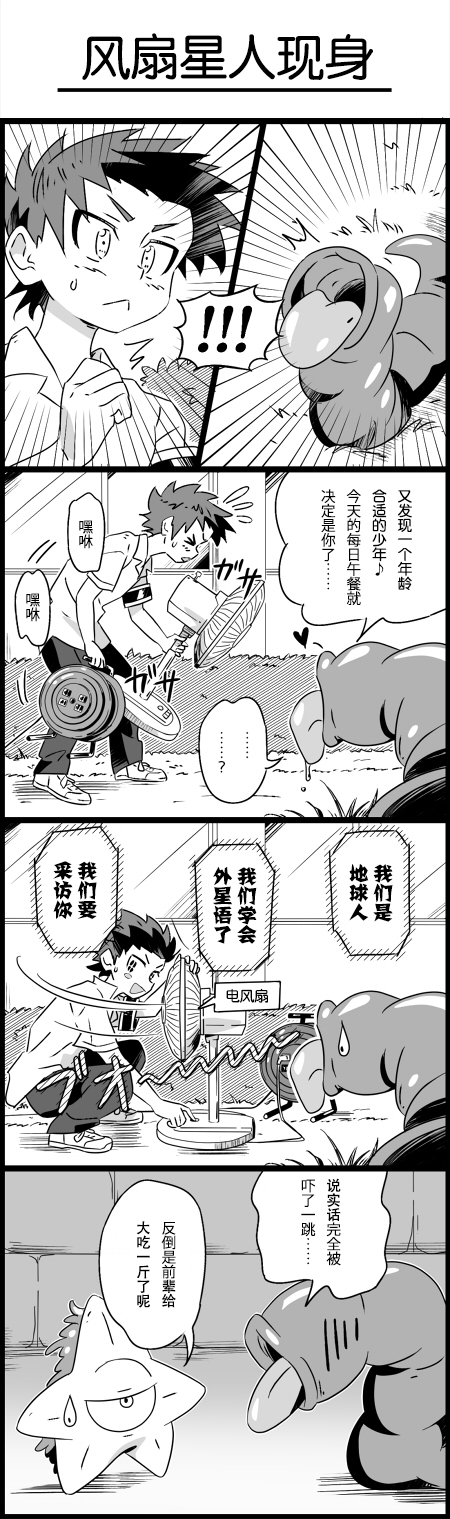 风扇星人现身
!!!
又发现一个年龄
合适的少年♪
今天的每日午餐就
决定是你了……
嘿咻
嘿咻
ガガガ
ガガガ
……
……?
我们是
地球人
我们学会
外星语了
我们要
采访你
电风扇
说实话完全被
吓了一跳……
反倒是前辈给
大吃一斤了呢